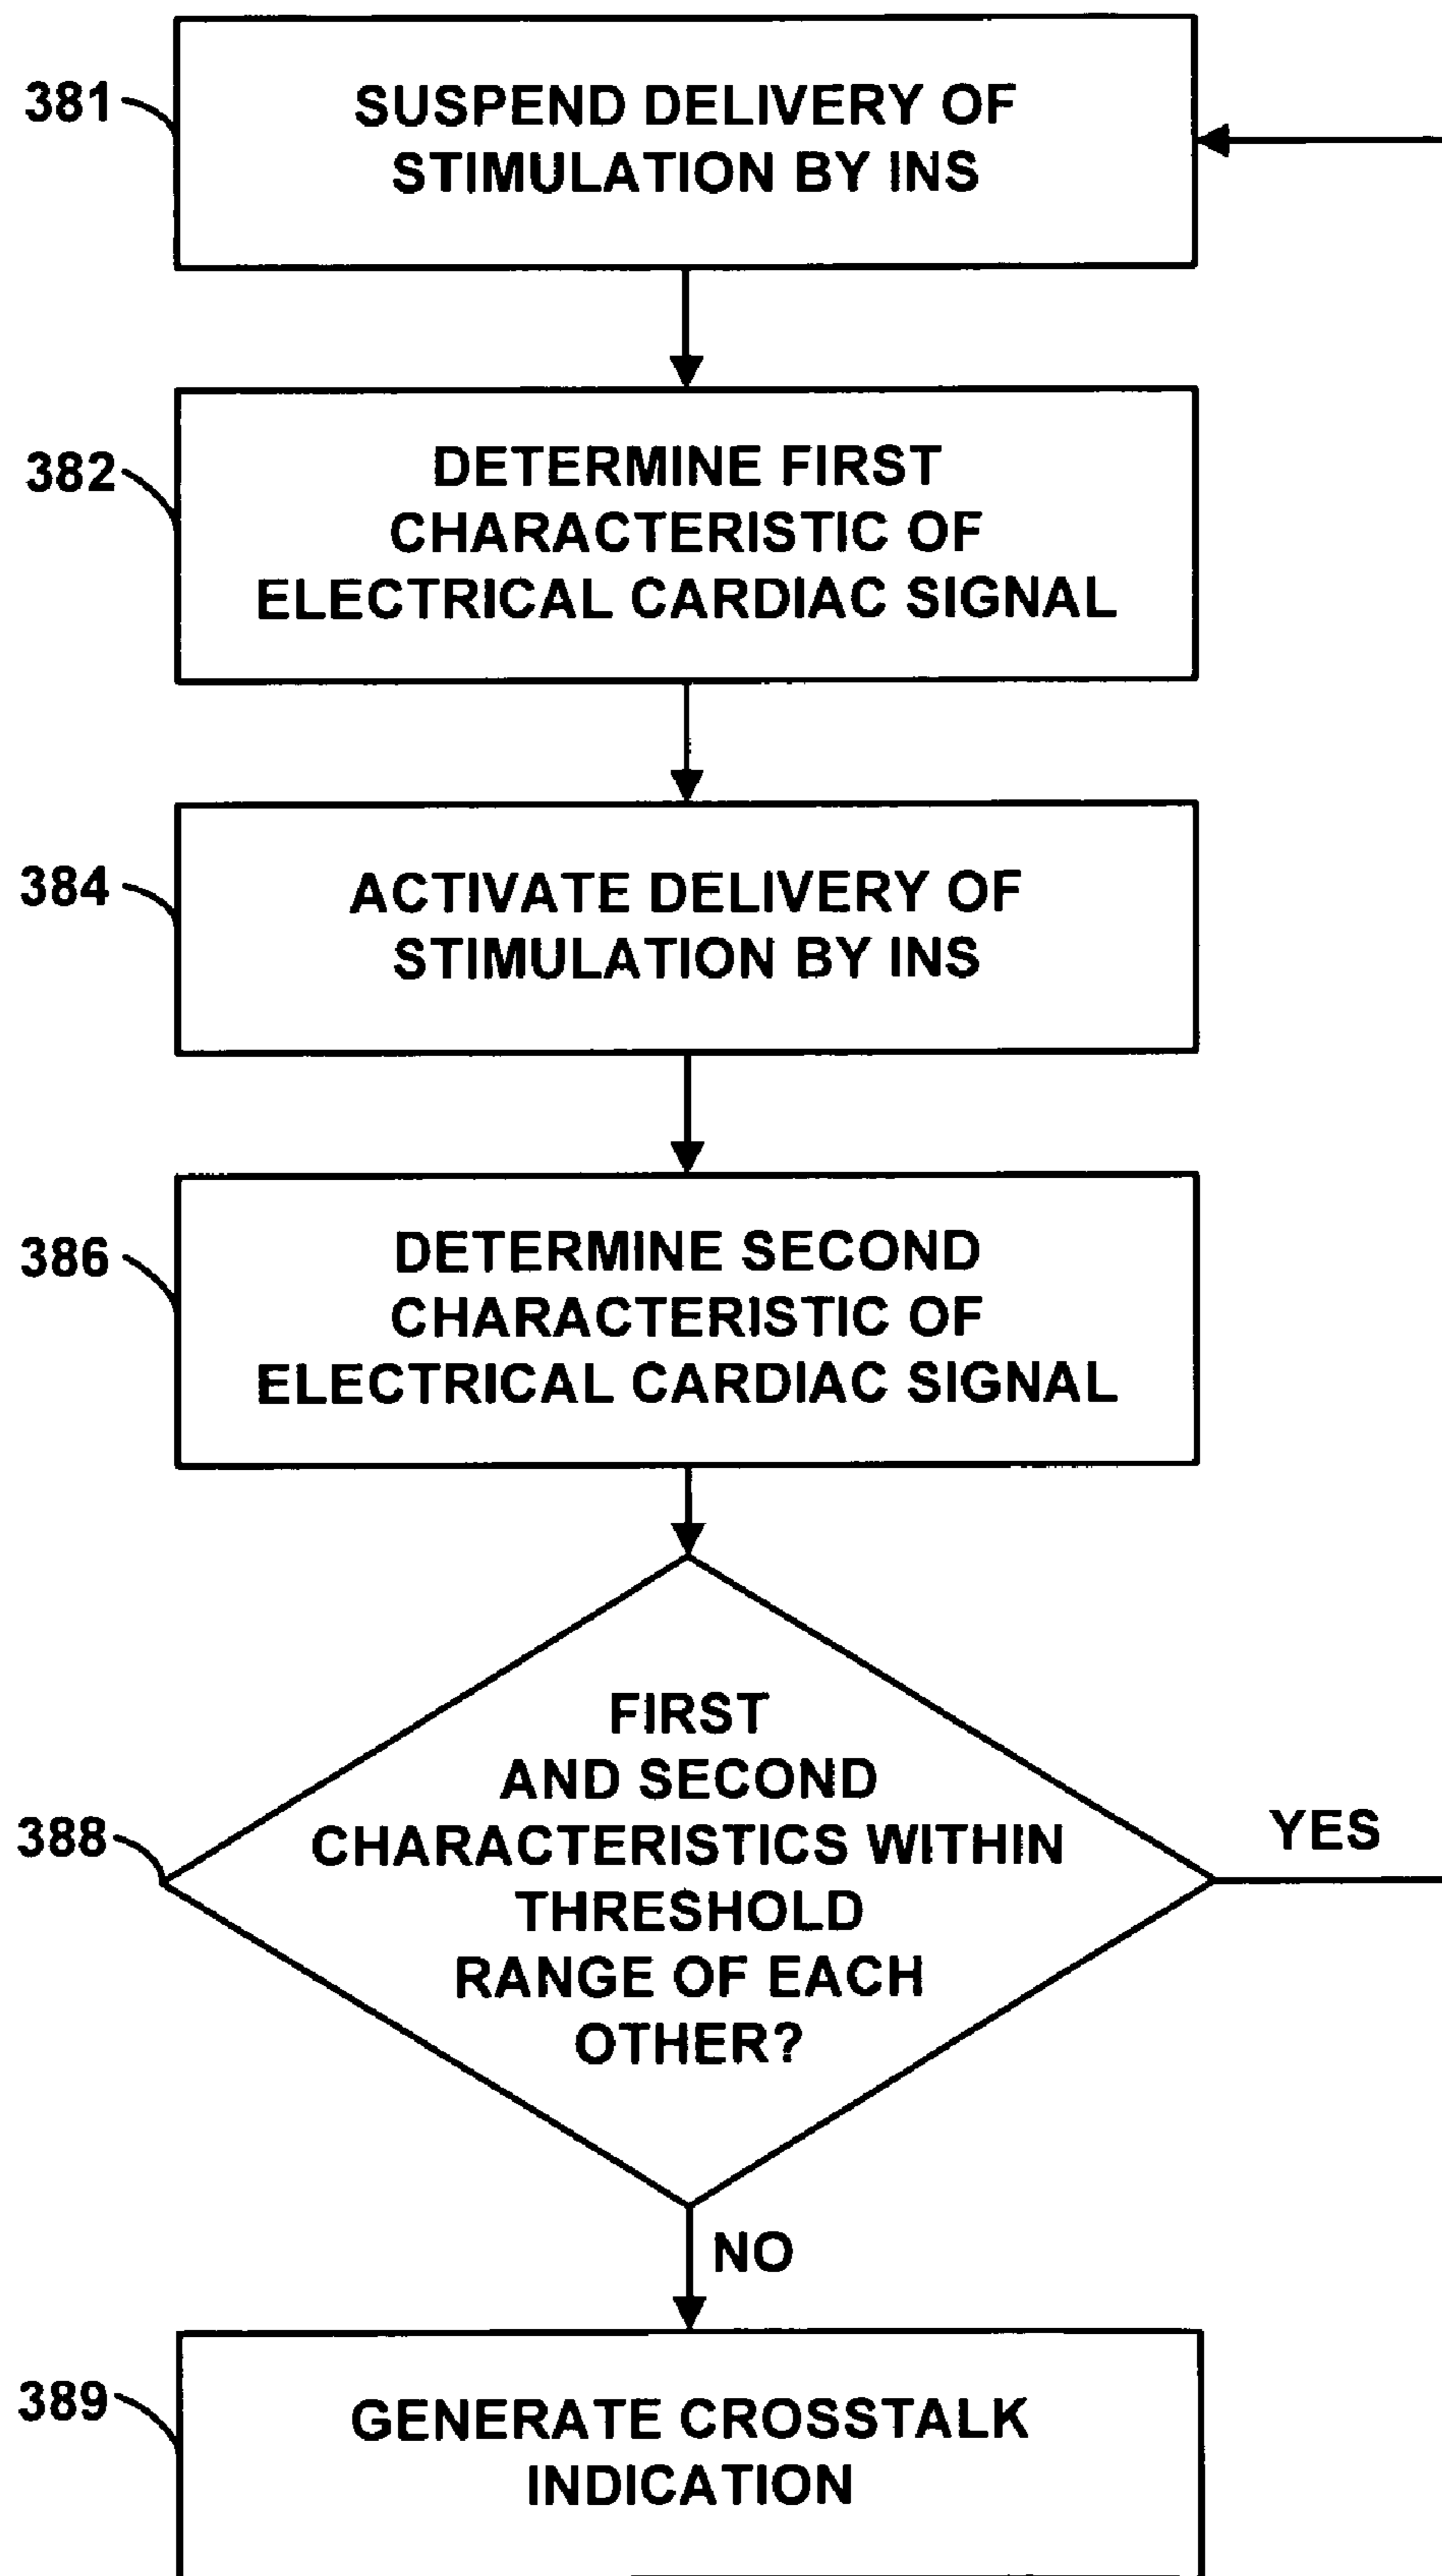 381
SUSPEND DELIVERY OF
STIMULATION BY INS
382
DETERMINE FIRST
CHARACTERISTIC OF
ELECTRICAL CARDIAC SIGNAL
384
ACTIVATE DELIVERY OF
STIMULATION BY INS
386
DETERMINE SECOND
CHARACTERISTIC OF
ELECTRICAL CARDIAC SIGNAL
388
FIRST
AND SECOND
CHARACTERISTICS WITHIN
THRESHOLD
RANGE OF EACH
OTHER?
YES
NO
389
GENERATE CROSSTALK
INDICATION